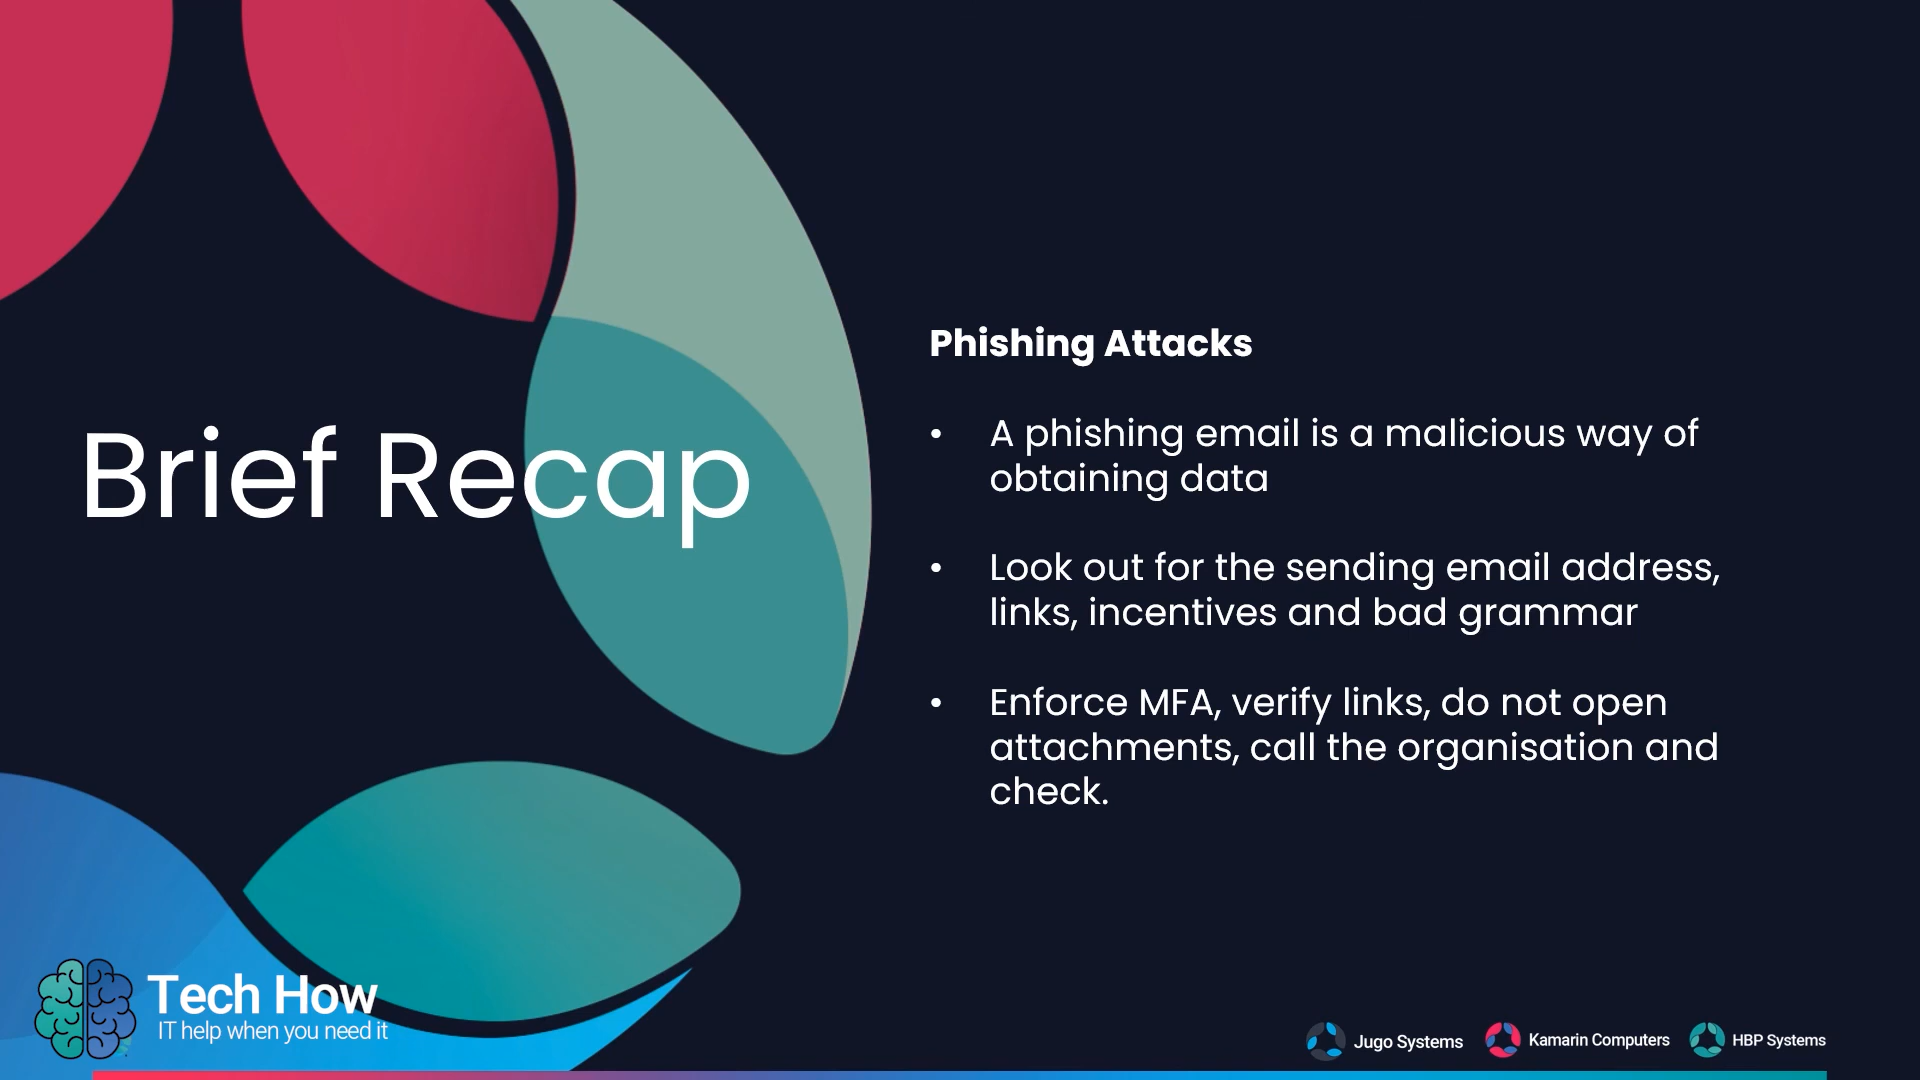 Brief Recap
Phishing Attacks
• A phishing email is a malicious way of
obtaining data
• Look out for the sending email address,
links, incentives and bad grammar
• Enforce MFA, verify links, do not open
attachments, call the organisation and
check.
Tech How
IT help when you need it
Jugo Systems
Kamarin Computers
HBP Systems